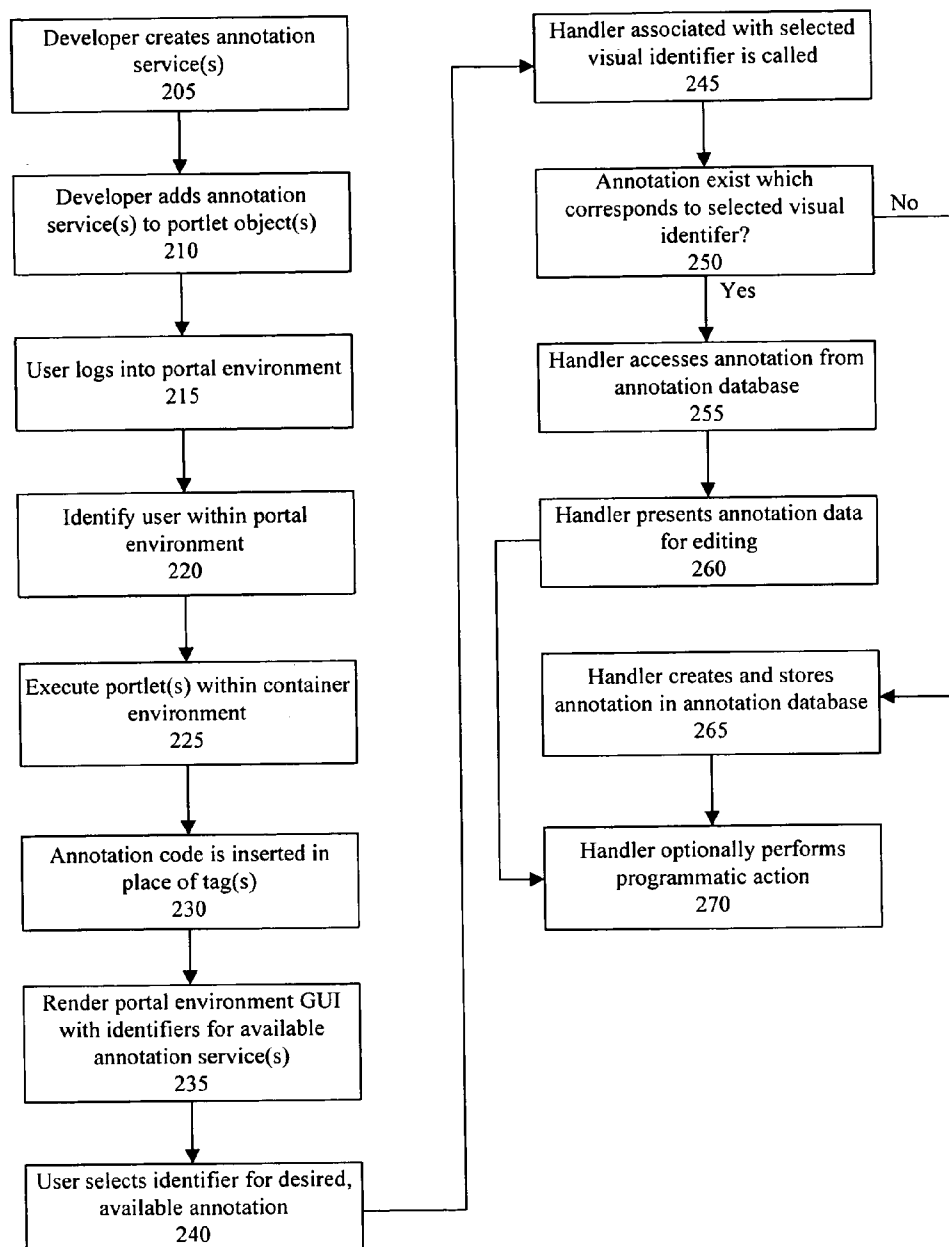 Developer creates annotation
service(s)
205
Developer adds annotation
service(s) to portlet object(s)
210
User logs into portal environment
215
Identify user within portal
environment
220
Execute portlet(s) within container
environment
225
Annotation code is inserted in
place of tag(s)
230
Render portal environment GUI
with identifiers for available
annotation service(s)
235
User selects identifier for desired,
available annotation
240
Handler associated with selected
visual identifier is called
245
Annotation exist which
corresponds to selected visual
identifer?
250
No
Yes
Handler accesses annotation from
annotation database
255
Handler presents annotation data
for editing
260
Handler creates and stores
annotation in annotation database
265
Handler optionally performs
programmatic action
270